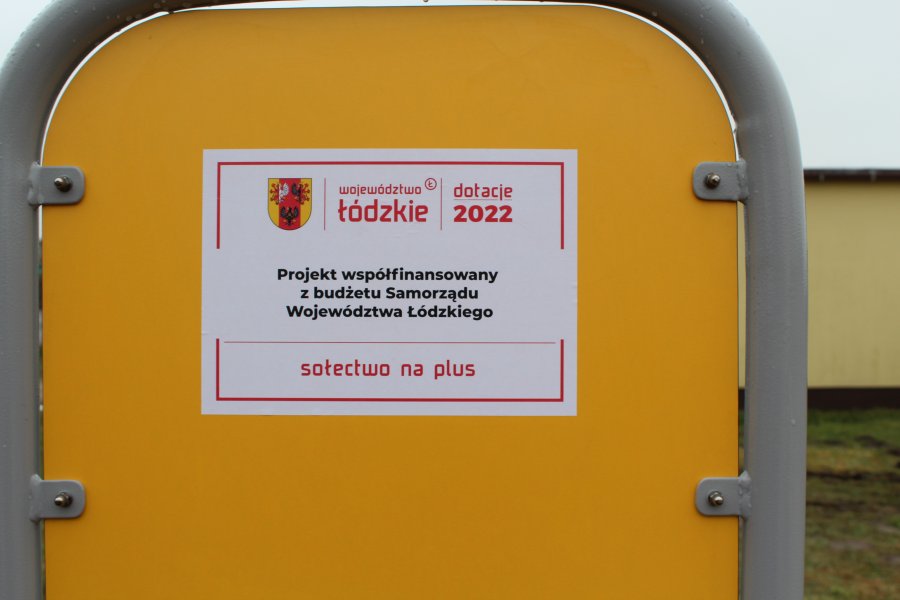 województwo Ł
łódzkie
dotacje
2022
Projekt współfinansowany
z budżetu Samorządu
Województwa Łódzkiego
sołectwo na plus